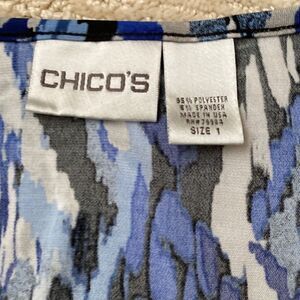 CHICO'S
95% POLYESTER
5% SPANDEX
MADE IN USA
SIZE 1